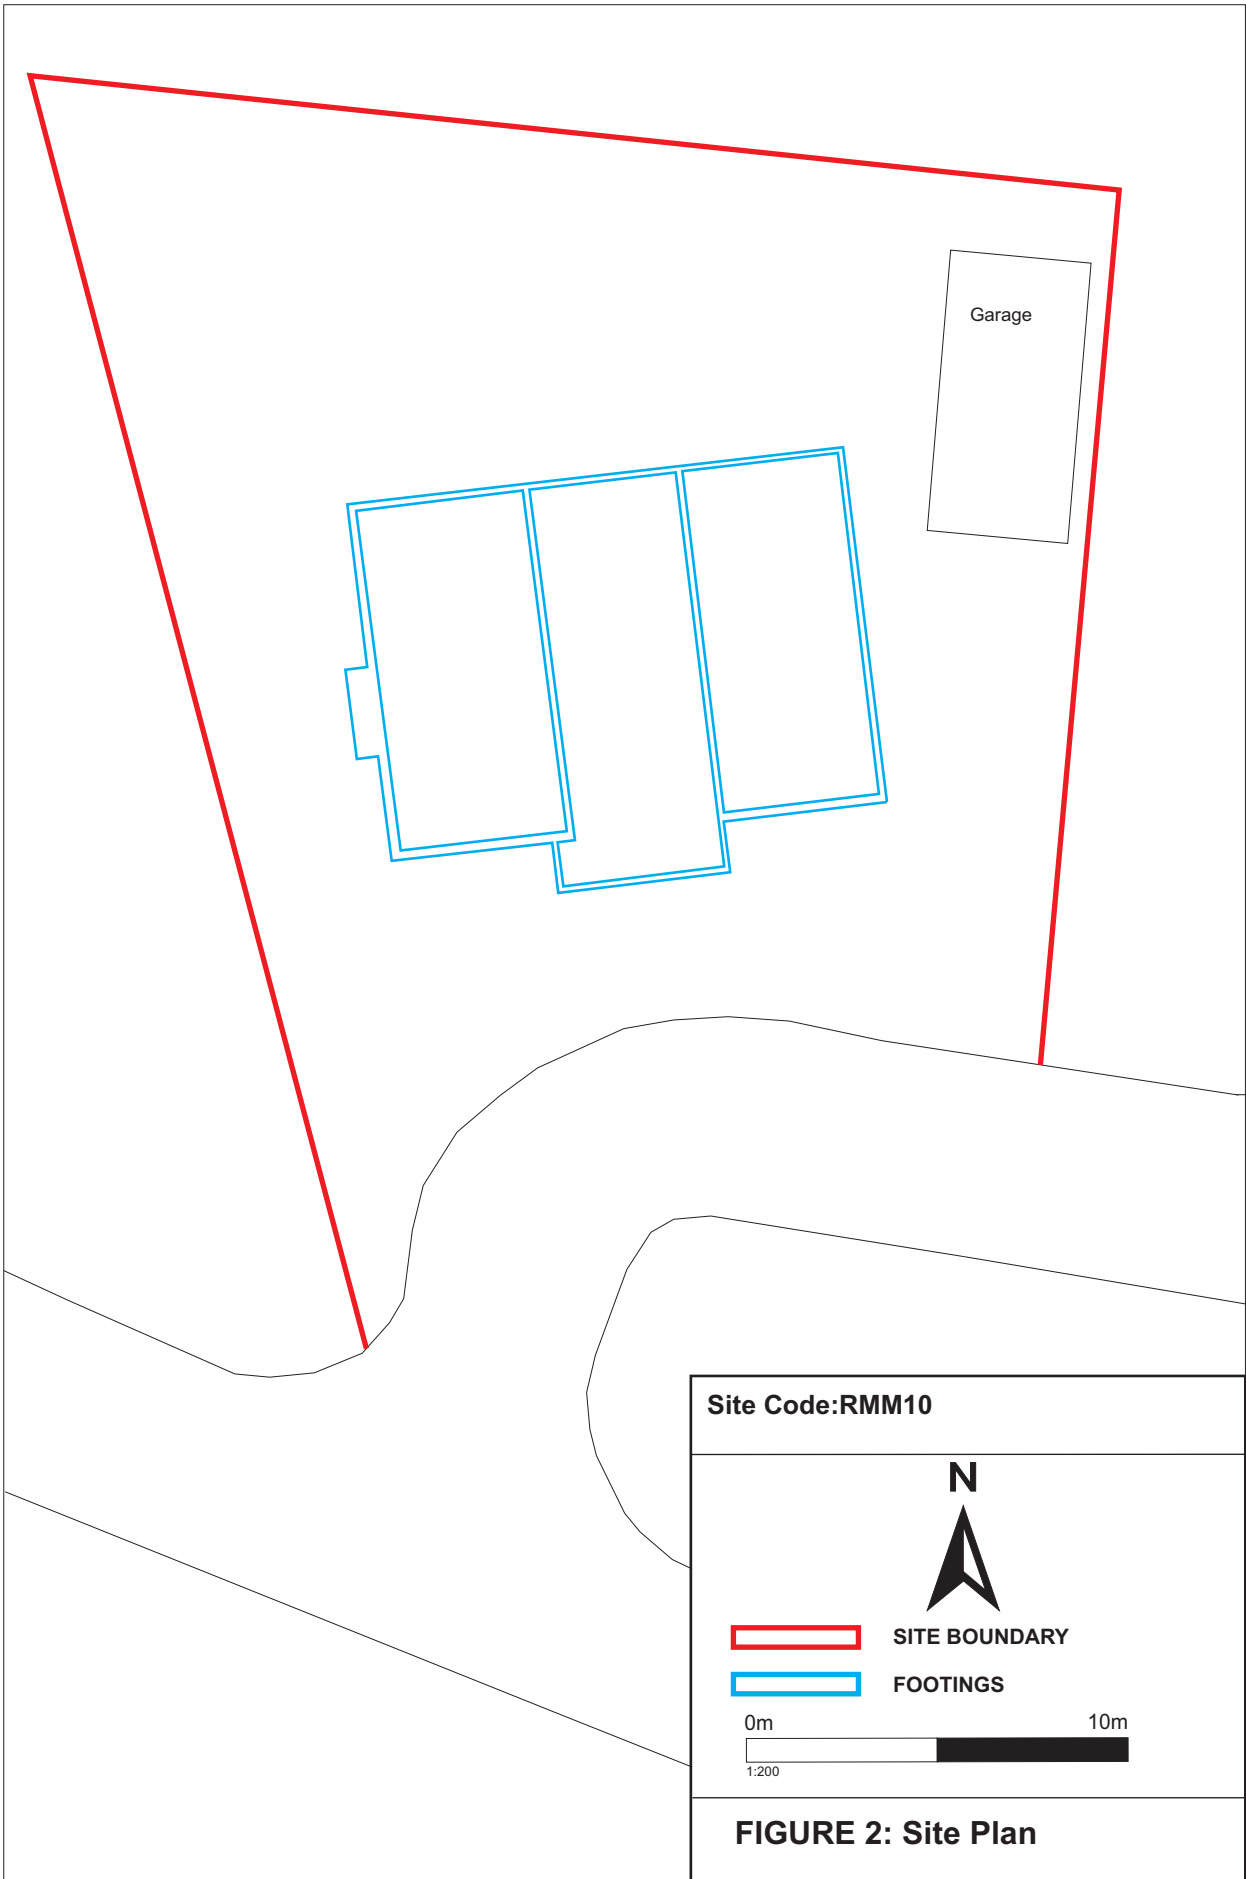 Garage
Site Code:RMM10
N
SITE BOUNDARY
FOOTINGS
0m 10m
1:200
FIGURE 2: Site Plan